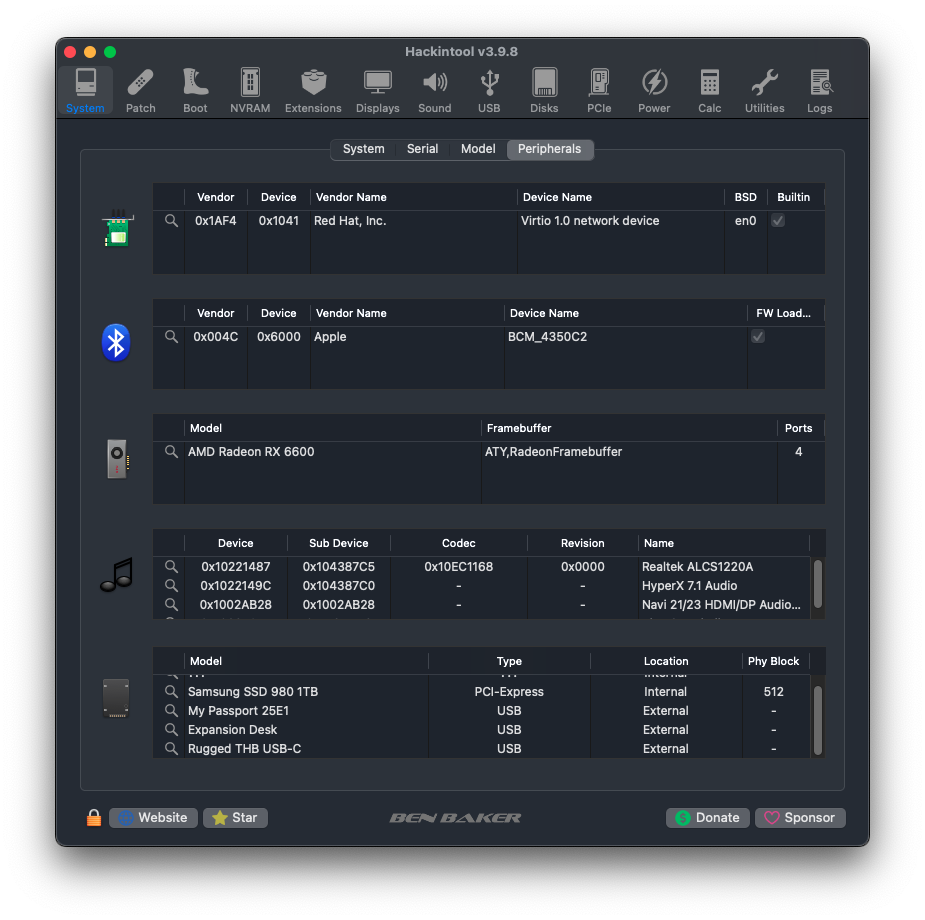 Hackintool v3.9.8
System Patch Boot NVRAM Extensions Displays Sound USB Disks PCIe Power Calc Utilities Logs
System Serial Model Peripherals
Vendor Device Vendor Name Device Name BSD Builtin
0x1AF4 0x1041 Red Hat, Inc. Virtio 1.0 network device en0
Vendor Device Vendor Name Device Name FW Load...
0x004C 0x6000 Apple BCM_4350C2
Model Framebuffer Ports
AMD Radeon RX 6600 ATY,RadeonFramebuffer 4
Device Sub Device Codec Revision Name
0x10221487 0x104387C5 0x10EC1168 0x0000 Realtek ALCS1220A
0x1022149C 0x104387C0 - - HyperX 7.1 Audio
0x1002AB28 0x1002AB28 - - Navi 21/23 HDMI/DP Audio...
Model Type Location Phy Block
Samsung SSD 980 1TB PCI-Express Internal 512
My Passport 25E1 USB External -
Expansion Desk USB External -
Rugged THB USB-C USB External -
Website Star BEN BAKER Donate Sponsor